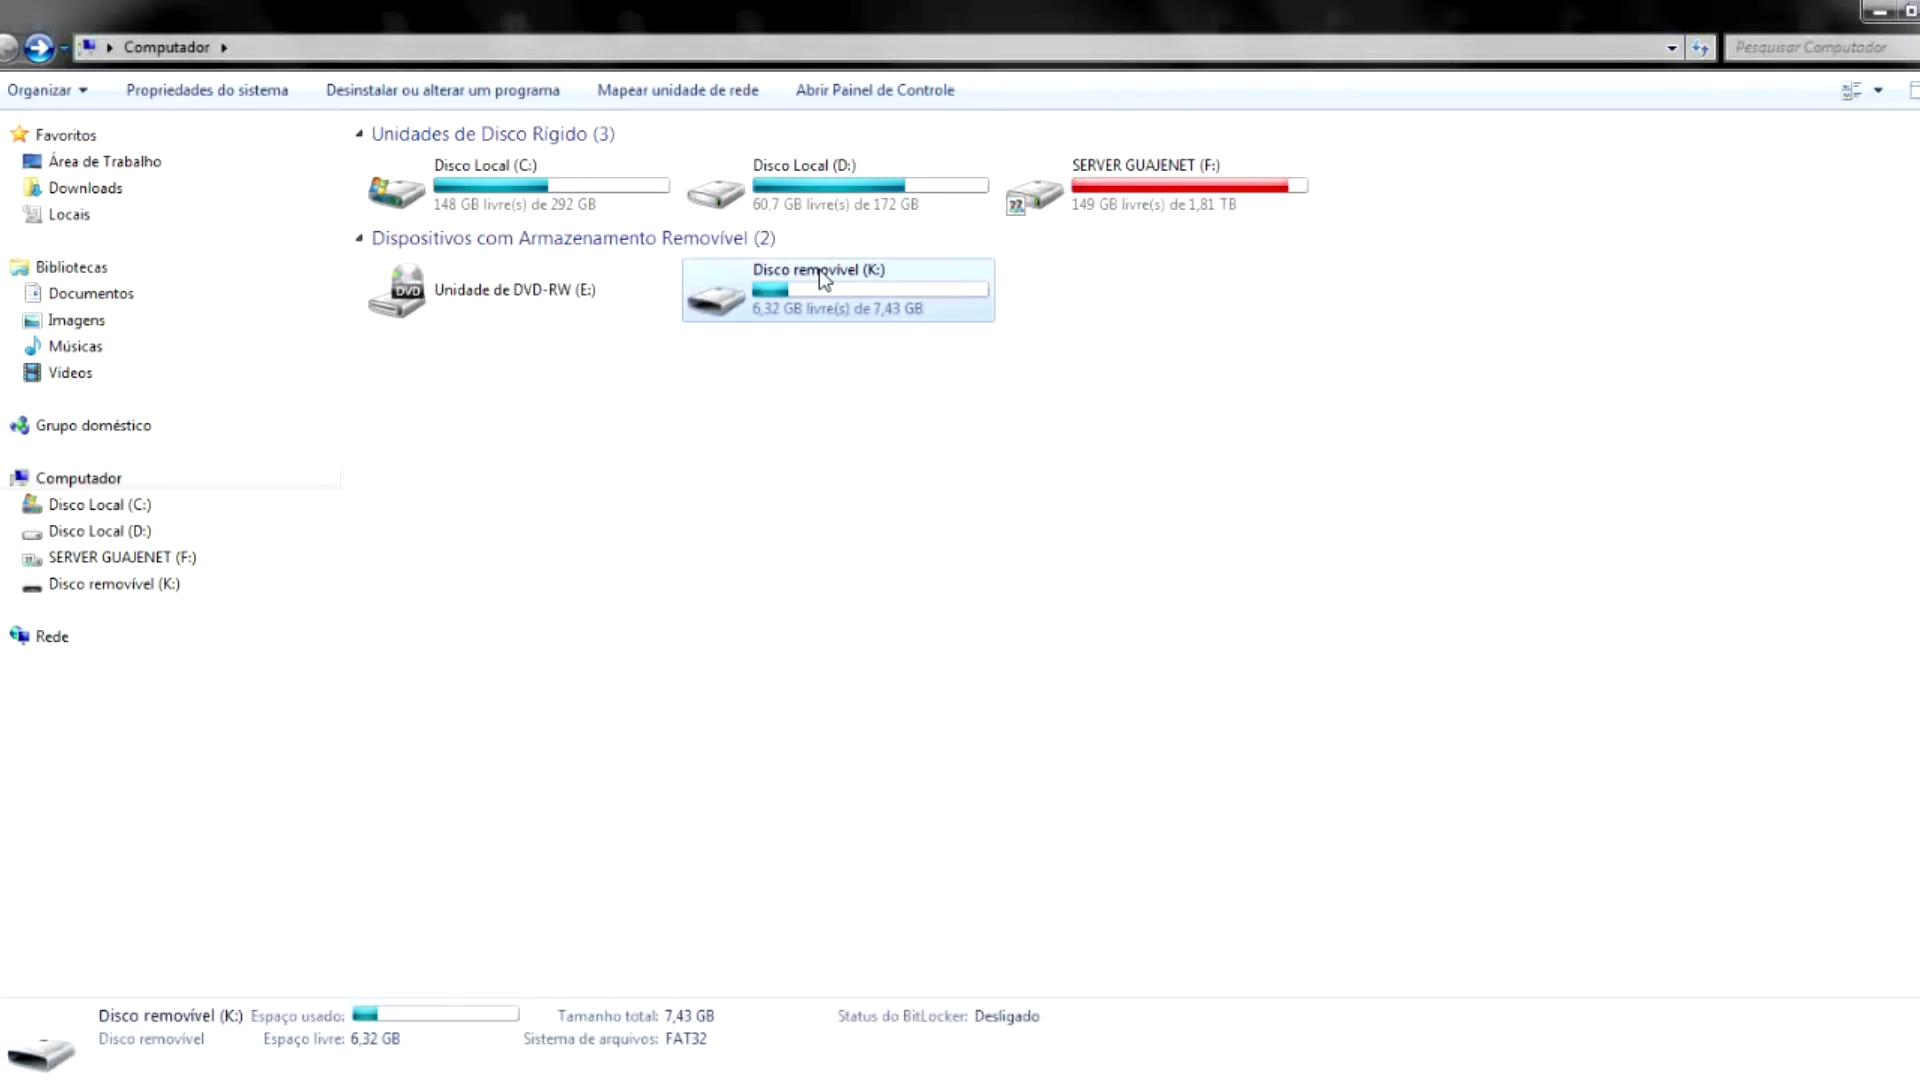 Computador
Pesquisar Computador
Organizar
Propriedades do sistema
Desinstalar ou alterar um programa
Mapear unidade de rede
Abrir Painel de Controle
Favoritos
Área de Trabalho
Downloads
Locais
Bibliotecas
Documentos
Imagens
Músicas
Vídeos
Grupo doméstico
Computador
Disco Local (C:)
Disco Local (D:)
SERVER GUAJENET (F:)
Disco removível (K:)
Rede
Unidades de Disco Rígido (3)
Disco Local (C:)
148 GB livre(s) de 292 GB
Disco Local (D:)
60,7 GB livre(s) de 172 GB
SERVER GUAJENET (F:)
149 GB livre(s) de 1,81 TB
Dispositivos com Armazenamento Removível (2)
DVD
Unidade de DVD-RW (E:)
Disco removível (K:)
6,32 GB livre(s) de 7,43 GB
Disco removível (K:) Espaço usado:
Tamanho total: 7,43 GB
Status do BitLocker: Desligado
Disco removível
Espaço livre: 6,32 GB
Sistema de arquivos: FAT32